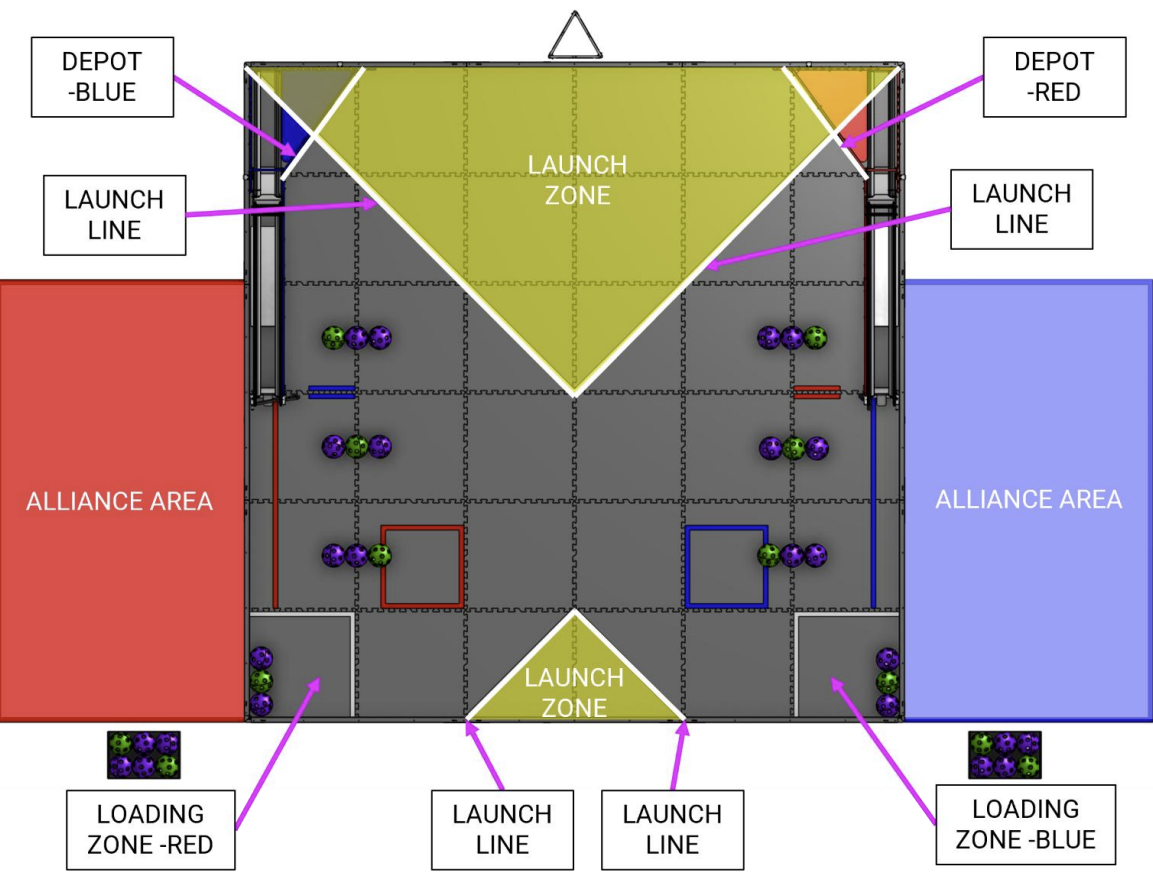 DEPOT
-BLUE
DEPOT
-RED
LAUNCH
ZONE
LAUNCH
LINE
LAUNCH
LINE
ALLIANCE AREA
ALLIANCE AREA
LAUNCH
ZONE
LOADING
ZONE -RED
LAUNCH
LINE
LAUNCH
LINE
LOADING
ZONE -BLUE